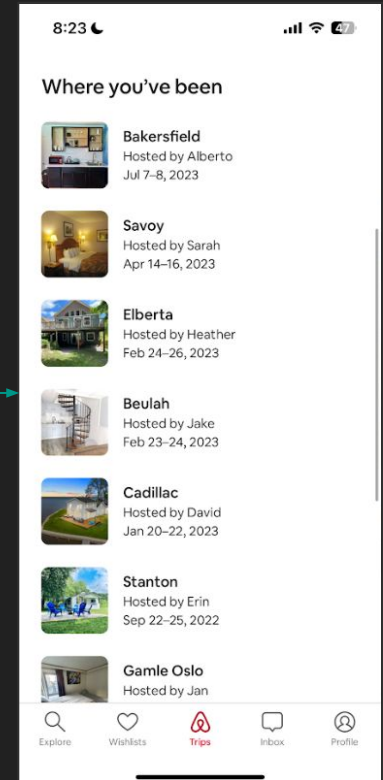 8:23
47
Where you’ve been
Bakersfield
Hosted by Alberto
Jul 7–8, 2023
Savoy
Hosted by Sarah
Apr 14–16, 2023
Elberta
Hosted by Heather
Feb 24–26, 2023
Beulah
Hosted by Jake
Feb 23–24, 2023
Cadillac
Hosted by David
Jan 20–22, 2023
Stanton
Hosted by Erin
Sep 22–25, 2022
Gamle Oslo
Hosted by Jan
Explore Wishlists Trips Inbox Profile